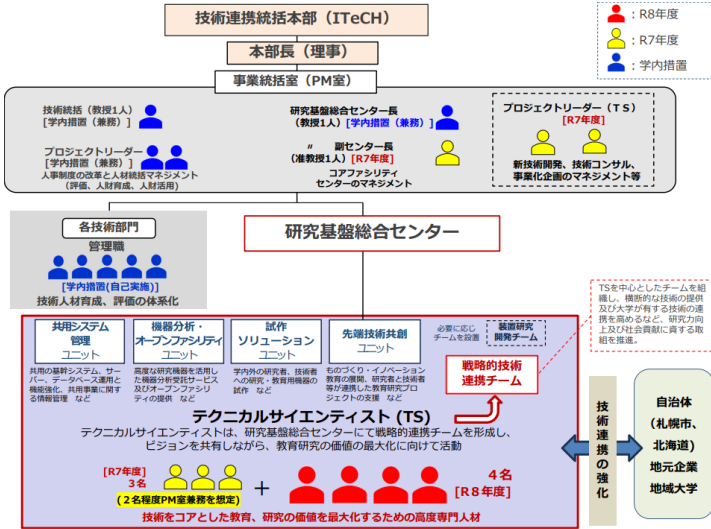 技術連携統括本部（ITeCH）
本部長（理事）
事業統括室（PM室）
：R8年度
：R7年度
：学内措置
技術統括（教授1人）
[学内措置（兼務）]
プロジェクトリーダー
[学内措置（兼務）]
人事制度の改革と人材統括マネジメント
（評価、人財育成、人財活用）
研究基盤総合センター長
（教授1人）[学内措置（兼務）]
〃　副センター長
（准教授1人）[R7年度]
コアファシリティ
センターのマネジメント
プロジェクトリーダー（ＴＳ）
[R7年度]
新技術開発、技術コンサル、
事業化企画のマネジメント等
各技術部門
管理職
[学内措置(自己実施)]
技術人材育成、評価の体系化
研究基盤総合センター
TSを中心としたチームを組
織し、横断的な技術の提供
及び大学が有する技術の連
携を高めるなど、研究力向
上及び社会貢献に資する取
組を推進。
共用システム
管理
ユニット
共用の基幹システム、サー
バー、データベース運用と
機能強化、共用事業に関す
る情報管理　など
機器分析・
オープンファシリティ
ユニット
高度な研究機器を活用し
た機器分析受託サービス
及びオープンファシリティ
の提供　など
試作
ソリューション
ユニット
学内外の研究者、技術者
への研究・教育用機器の
試作　など
先端技術共創
ユニット
ものづくり・イノベーション
教育の展開、研究者と技術者
等が連携した教育研究プロ
ジェクトの支援　など
必要に応じ
チームを設置
装置研究
開発チーム
戦略的技術
連携チーム
テクニカルサイエンティスト(TS)
テクニカルサイエンティストは、研究基盤総合センターにて戦略的連携チームを形成し、
ビジョンを共有しながら、教育研究の価値の最大化に向けて活動
[R7年度]
３名
(２名程度PM室兼務を想定)
＋
４名
[R８年度]
技術をコアとした教育、研究の価値を最大化するための高度専門人材
技術連携の強化
自治体
（札幌市、
北海道）
地元企業
地域大学